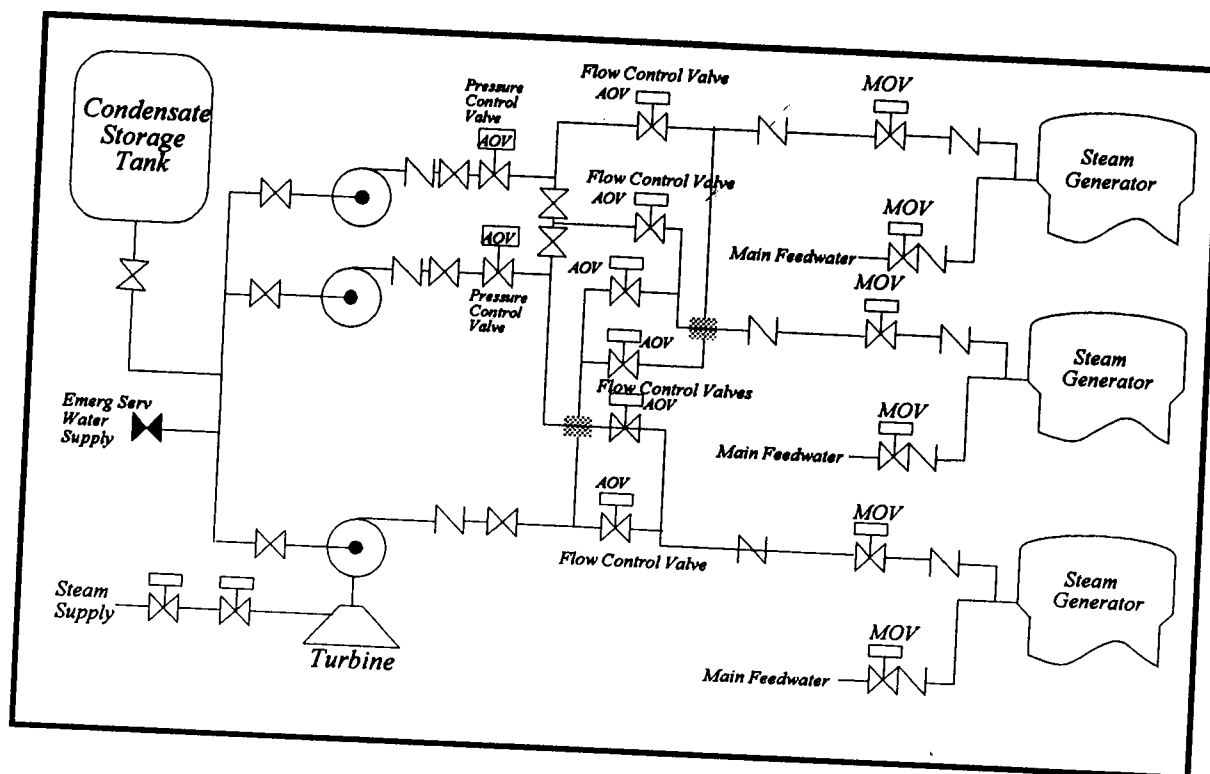 Condensate
Storage
Tank
Pressure
Control
Valve
AOV
Flow Control Valve
AOV
MOV
Steam
Generator
Flow Control Valve
AOV
MOV
Main Feedwater
AOV
Pressure
Control
Valve
AOV
MOV
Steam
Generator
AOV
Flow Control Valves
AOV
Emerg Serv
Water
Supply
MOV
Main Feedwater
AOV
Flow Control Valve
MOV
Steam
Generator
Steam
Supply
Turbine
MOV
Main Feedwater